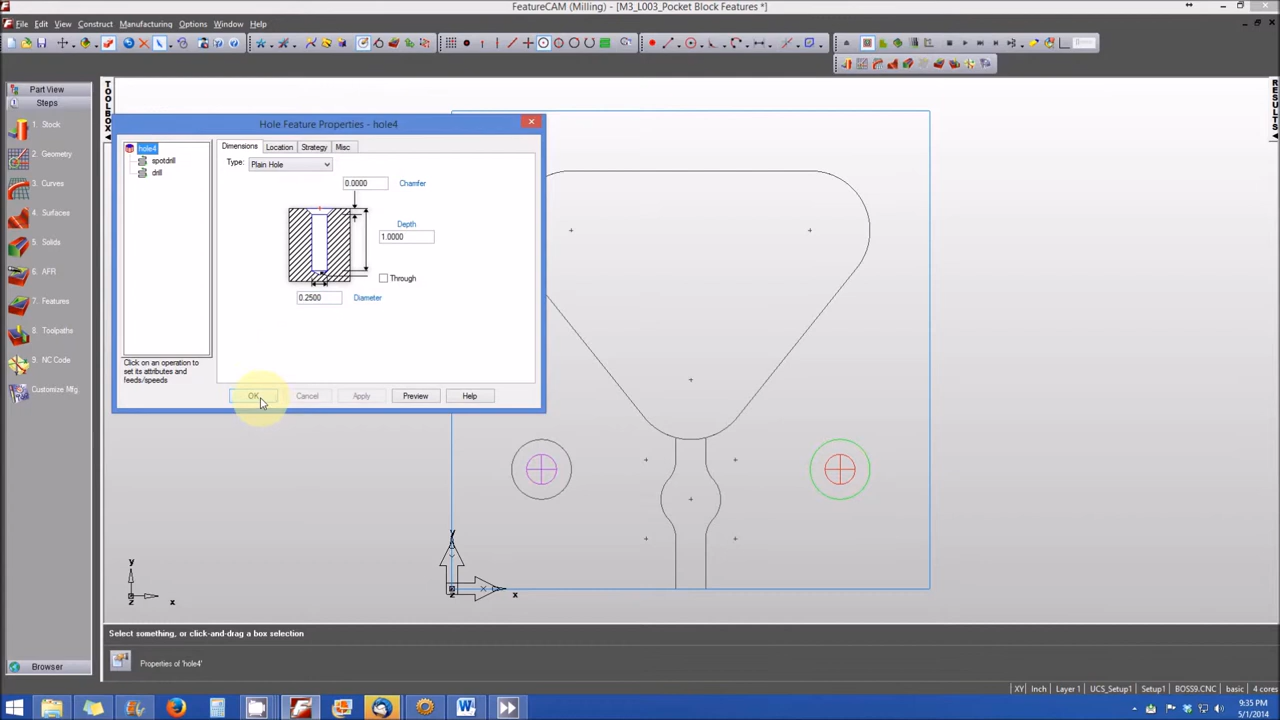 FeatureCAM (Milling) - [M3_L003_Pocket Block Features *]
File Edit View Construct Manufacturing Options Window Help
Part View
Steps
1. Stock
2. Geometry
3. Curves
4. Surfaces
5. Solids
6. AFR
7. Features
8. Toolpaths
9. NC Code
Customize Mfg.
Browser
TOOLBOX
RESULTS
Hole Feature Properties - hole4
hole4
spotdrill
drill
Click on an operation to
set its attributes and
feeds/speeds
Dimensions Location Strategy Misc
Type: Plain Hole
0.0000 Chamfer
Depth
1.0000
Through
0.2500 Diameter
OK Cancel Apply Preview Help
y
x
z
y
x
z
Select something, or click-and-drag a box selection
Properties of 'hole4'
XY Inch Layer 1 UCS_Setup1 Setup1 BOSS9.CNC basic 4 cores
9:35 PM
5/1/2014